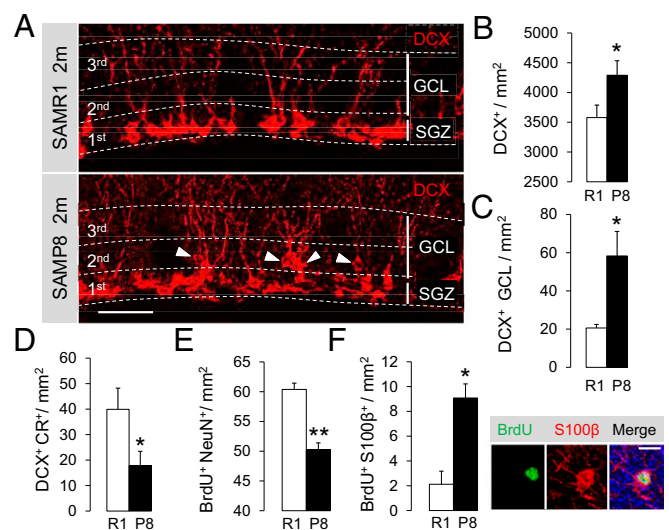 A
SAMR1 2m
DCX
3rd
2nd
1st
GCL
SGZ
SAMP8 2m
DCX
3rd
2nd
1st
GCL
SGZ
B
DCX+ / mm2
5000
4500
4000
3500
3000
2500
*
R1 P8
C
DCX+ GCL / mm2
80
60
40
20
0
*
R1 P8
D
DCX+ CR+/ mm2
60
50
40
30
20
10
0
*
R1 P8
E
BrdU+ NeuN+/ mm2
65
60
55
50
45
40
**
R1 P8
F
BrdU+ S100β+/ mm2
12
10
8
6
4
2
0
*
R1 P8
BrdU S100β Merge